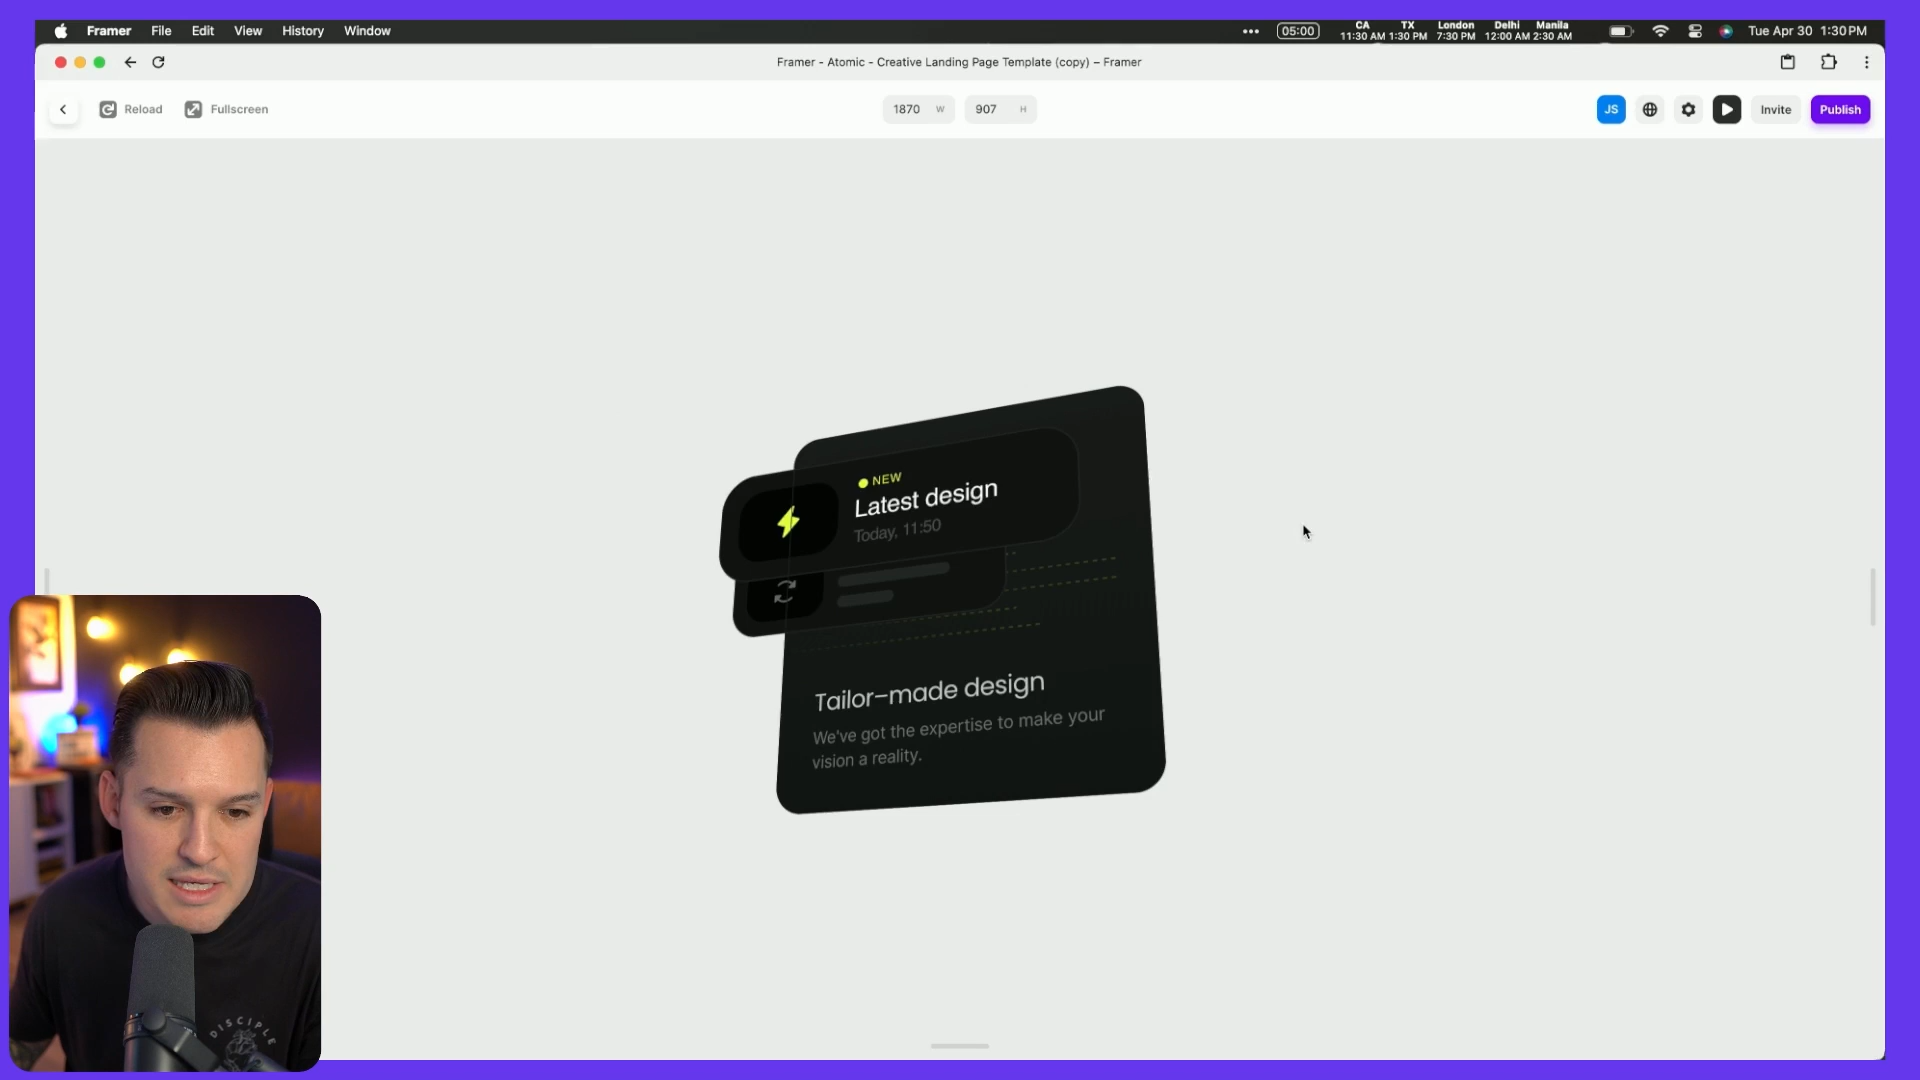 Framer File Edit View History Window
05:00
CA TX London Delhi Manila
11:30 AM 1:30 PM 7:30 PM 12:00 AM 2:30 AM
Tue Apr 30 1:30 PM
Framer - Atomic - Creative Landing Page Template (copy) – Framer
Reload Fullscreen
1870 W 907 H
JS Invite Publish
NEW
Latest design
Today, 11:50
Tailor-made design
We've got the expertise to make your
vision a reality.
DISCIPLE